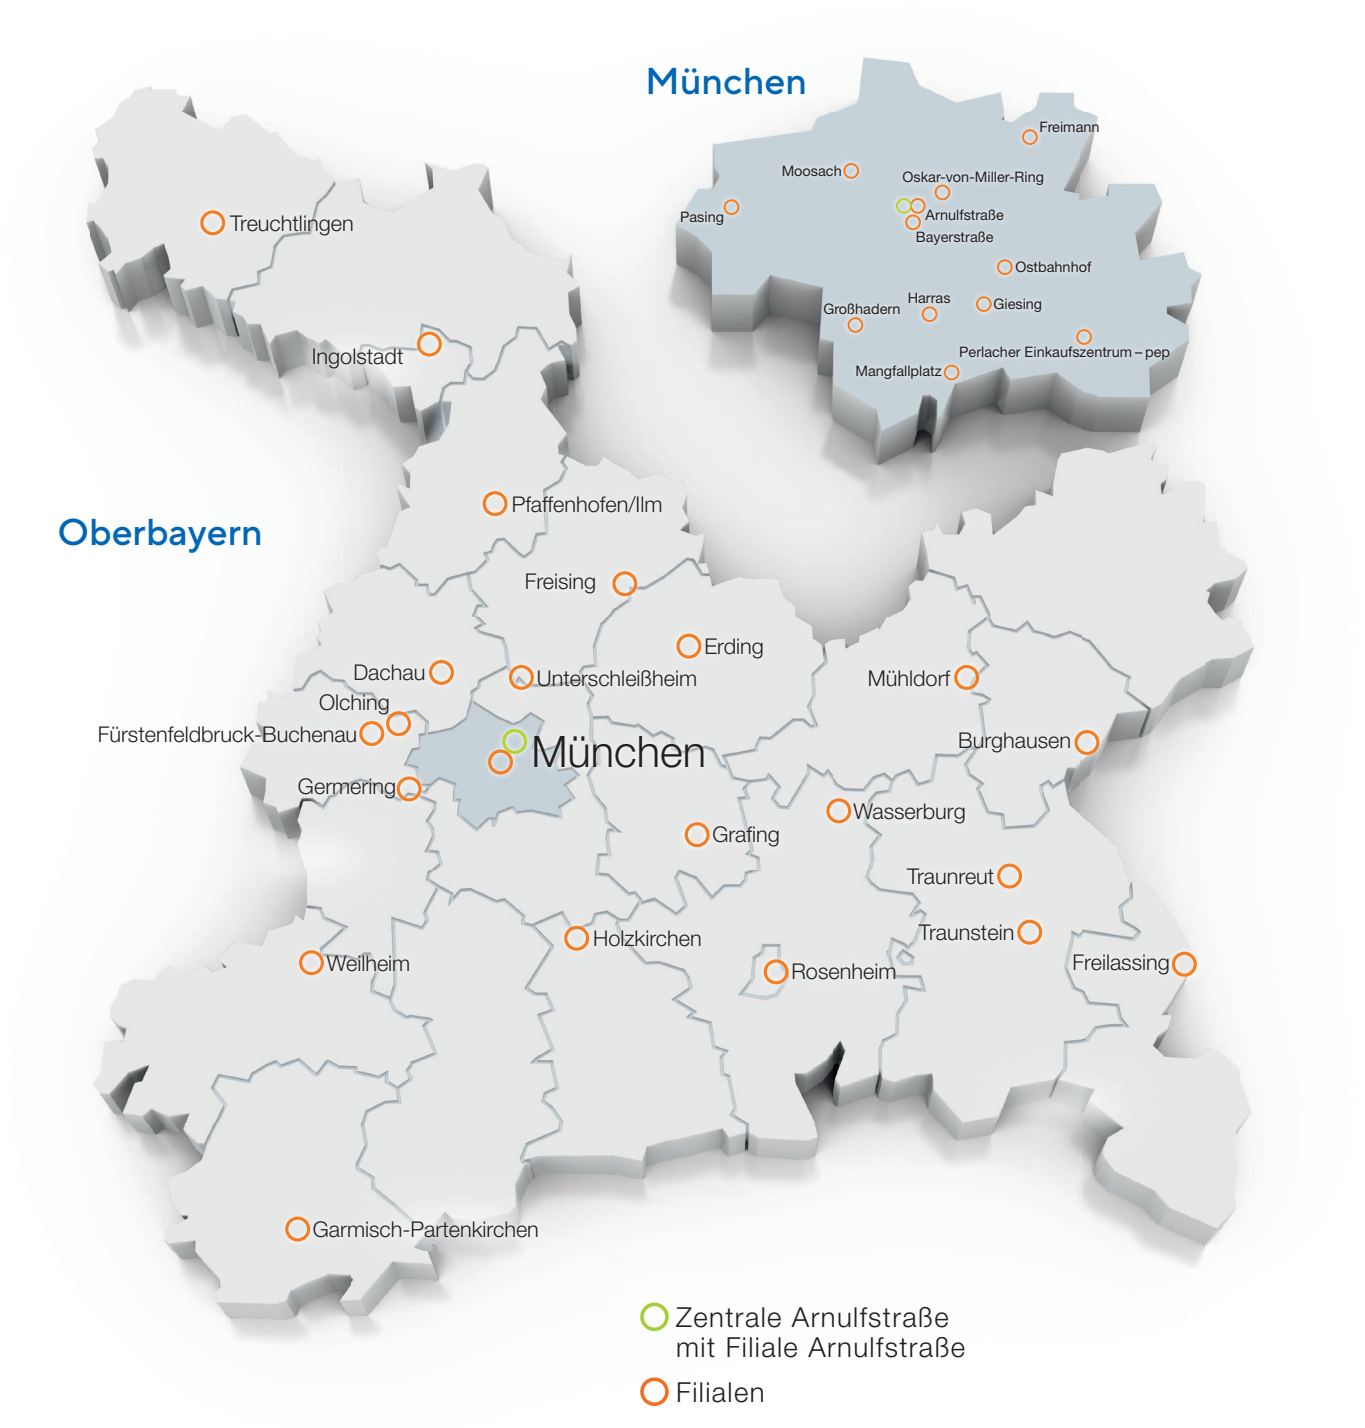 München
Freimann
Moosach
Oskar-von-Miller-Ring
Pasing
Arnulfstraße
Bayerstraße
Ostbahnhof
Harras
Giesing
Großhadern
Perlacher Einkaufszentrum – pep
Mangfallplatz
Oberbayern
Treuchtlingen
Ingolstadt
Pfaffenhofen/Ilm
Freising
Erding
Dachau
Unterschleißheim
Mühldorf
Olching
Fürstenfeldbruck-Buchenau
München
Burghausen
Germering
Wasserburg
Grafing
Traunreut
Traunstein
Holzkirchen
Weilheim
Rosenheim
Freilassing
Garmisch-Partenkirchen
Zentrale Arnulfstraße
mit Filiale Arnulfstraße
Filialen